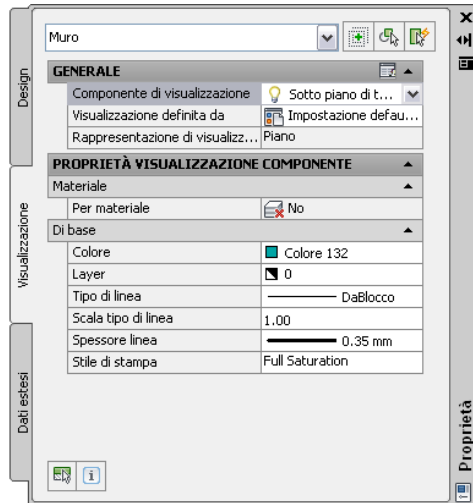 Muro
GENERALE
Componente di visualizzazione Sotto piano di t...
Visualizzazione definita da Impostazione defau...
Rappresentazione di visualizz... Piano
PROPRIETÀ VISUALIZZAZIONE COMPONENTE
Materiale
Per materiale No
Di base
Colore Colore 132
Layer 0
Tipo di linea DaBlocco
Scala tipo di linea 1.00
Spessore linea 0.35 mm
Stile di stampa Full Saturation
Design
Visualizzazione
Dati estesi
Proprietà